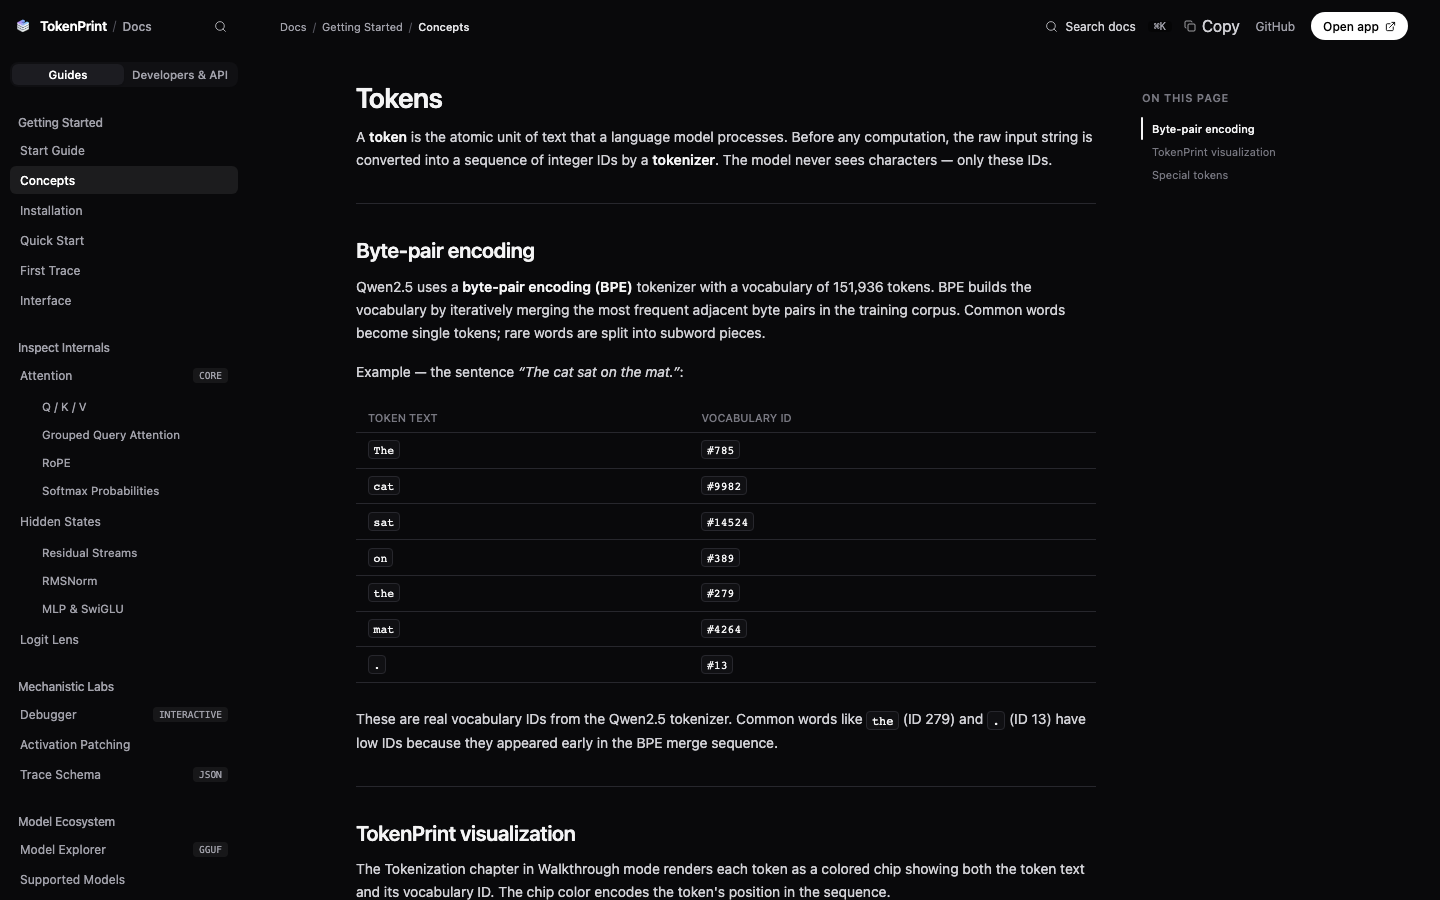 TokenPrint / Docs
Docs / Getting Started / Concepts
Search docs ⌘K
Copy
GitHub
Open app
Guides
Developers & API
Getting Started
Start Guide
Concepts
Installation
Quick Start
First Trace
Interface
Inspect Internals
Attention CORE
Q / K / V
Grouped Query Attention
RoPE
Softmax Probabilities
Hidden States
Residual Streams
RMSNorm
MLP & SwiGLU
Logit Lens
Mechanistic Labs
Debugger INTERACTIVE
Activation Patching
Trace Schema JSON
Model Ecosystem
Model Explorer GGUF
Supported Models
Tokens
A token is the atomic unit of text that a language model processes. Before any computation, the raw input string is
converted into a sequence of integer IDs by a tokenizer. The model never sees characters — only these IDs.
Byte-pair encoding
Qwen2.5 uses a byte-pair encoding (BPE) tokenizer with a vocabulary of 151,936 tokens. BPE builds the
vocabulary by iteratively merging the most frequent adjacent byte pairs in the training corpus. Common words
become single tokens; rare words are split into subword pieces.
Example — the sentence “The cat sat on the mat.”:
TOKEN TEXT VOCABULARY ID
The #785
cat #9982
sat #14524
on #389
the #279
mat #4264
. #13
These are real vocabulary IDs from the Qwen2.5 tokenizer. Common words like the (ID 279) and . (ID 13) have
low IDs because they appeared early in the BPE merge sequence.
TokenPrint visualization
The Tokenization chapter in Walkthrough mode renders each token as a colored chip showing both the token text
and its vocabulary ID. The chip color encodes the token's position in the sequence.
ON THIS PAGE
Byte-pair encoding
TokenPrint visualization
Special tokens